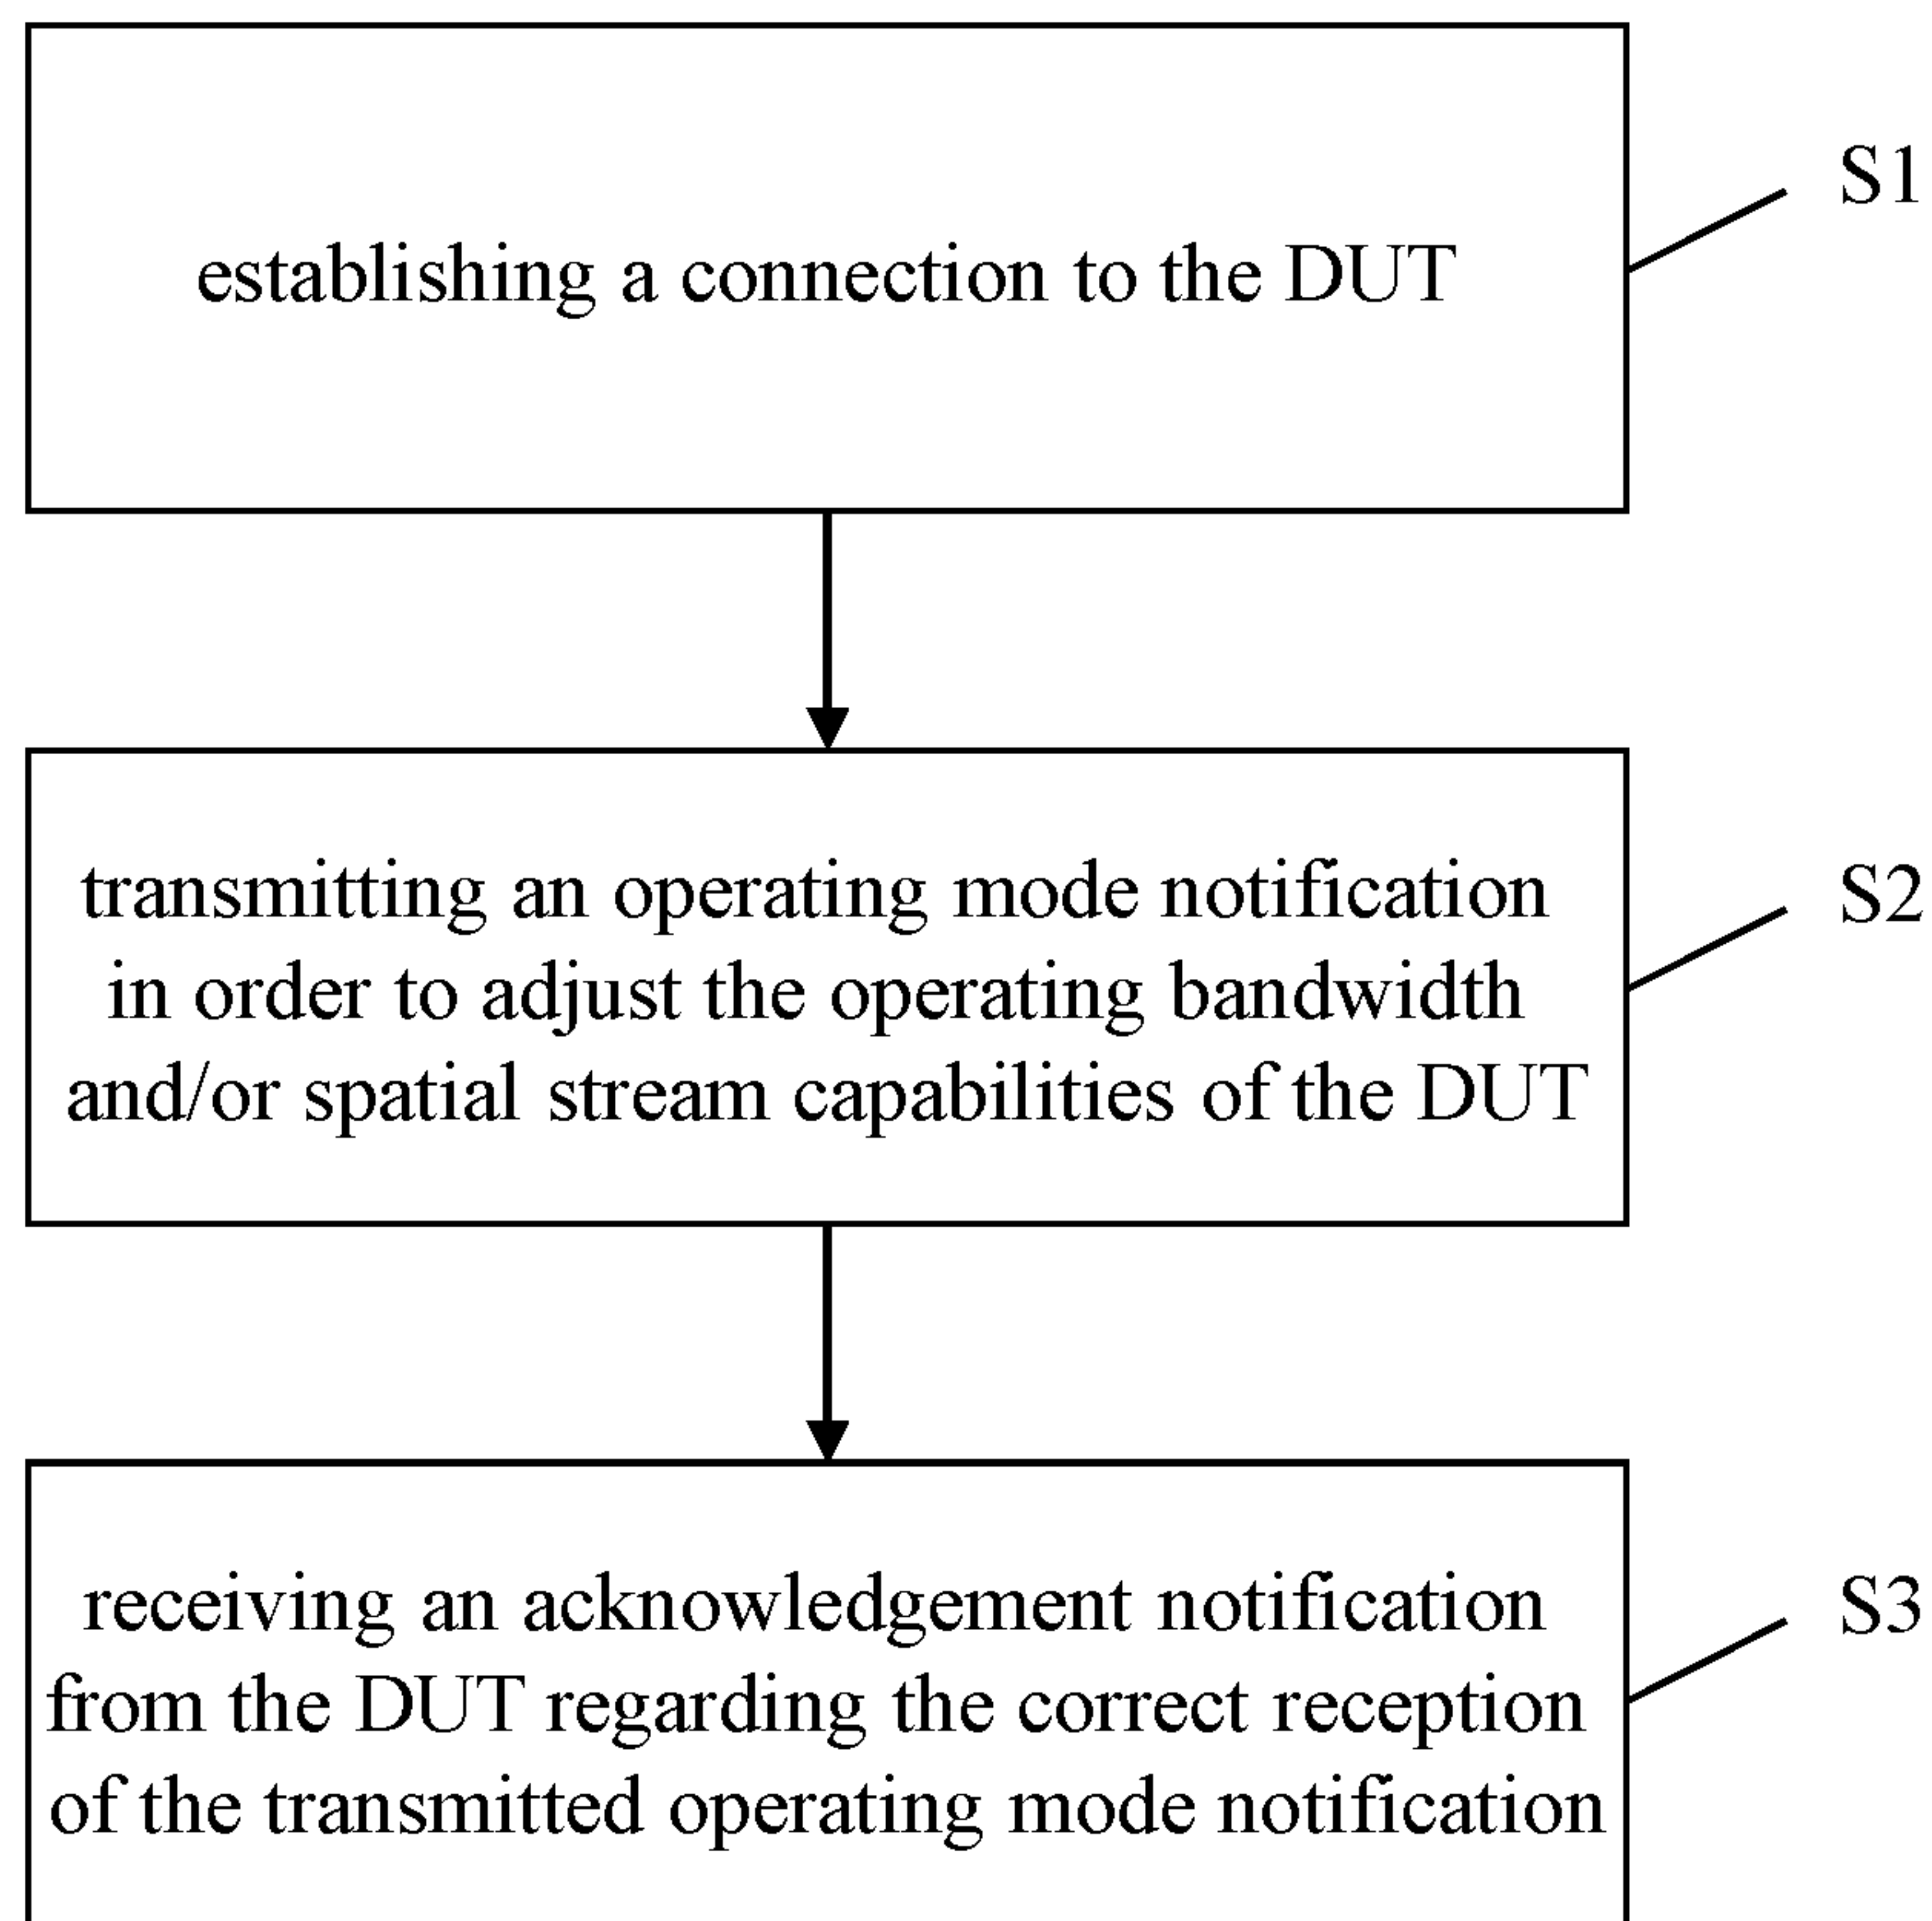 establishing a connection to the DUT
S1
transmitting an operating mode notification
in order to adjust the operating bandwidth
and/or spatial stream capabilities of the DUT
S2
receiving an acknowledgement notification
from the DUT regarding the correct reception
of the transmitted operating mode notification
S3